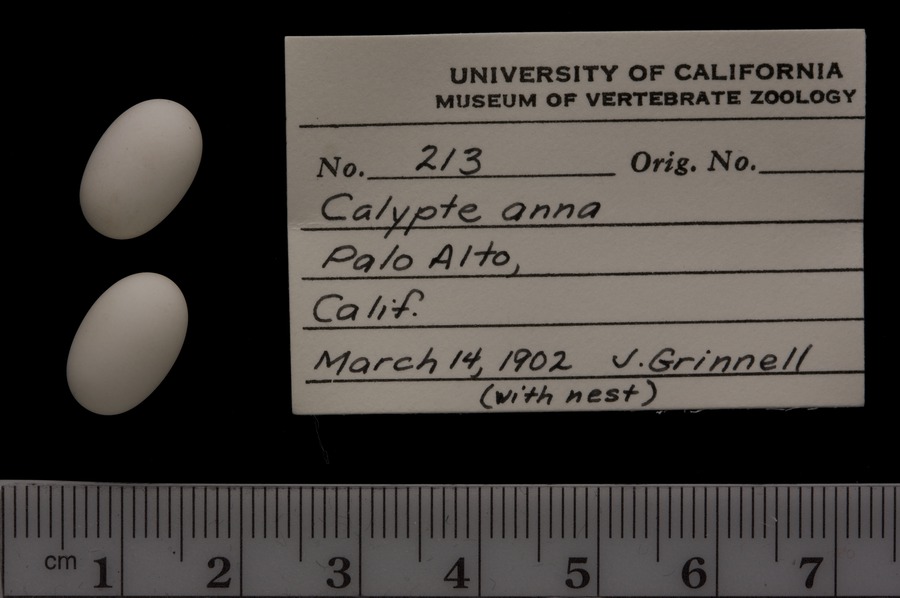 UNIVERSITY OF CALIFORNIA
MUSEUM OF VERTEBRATE ZOOLOGY
No. 213 Orig. No.
Calypte anna
Palo Alto,
Calif.
March 14, 1902 J. Grinnell
(with nest)
cm 1 2 3 4 5 6 7